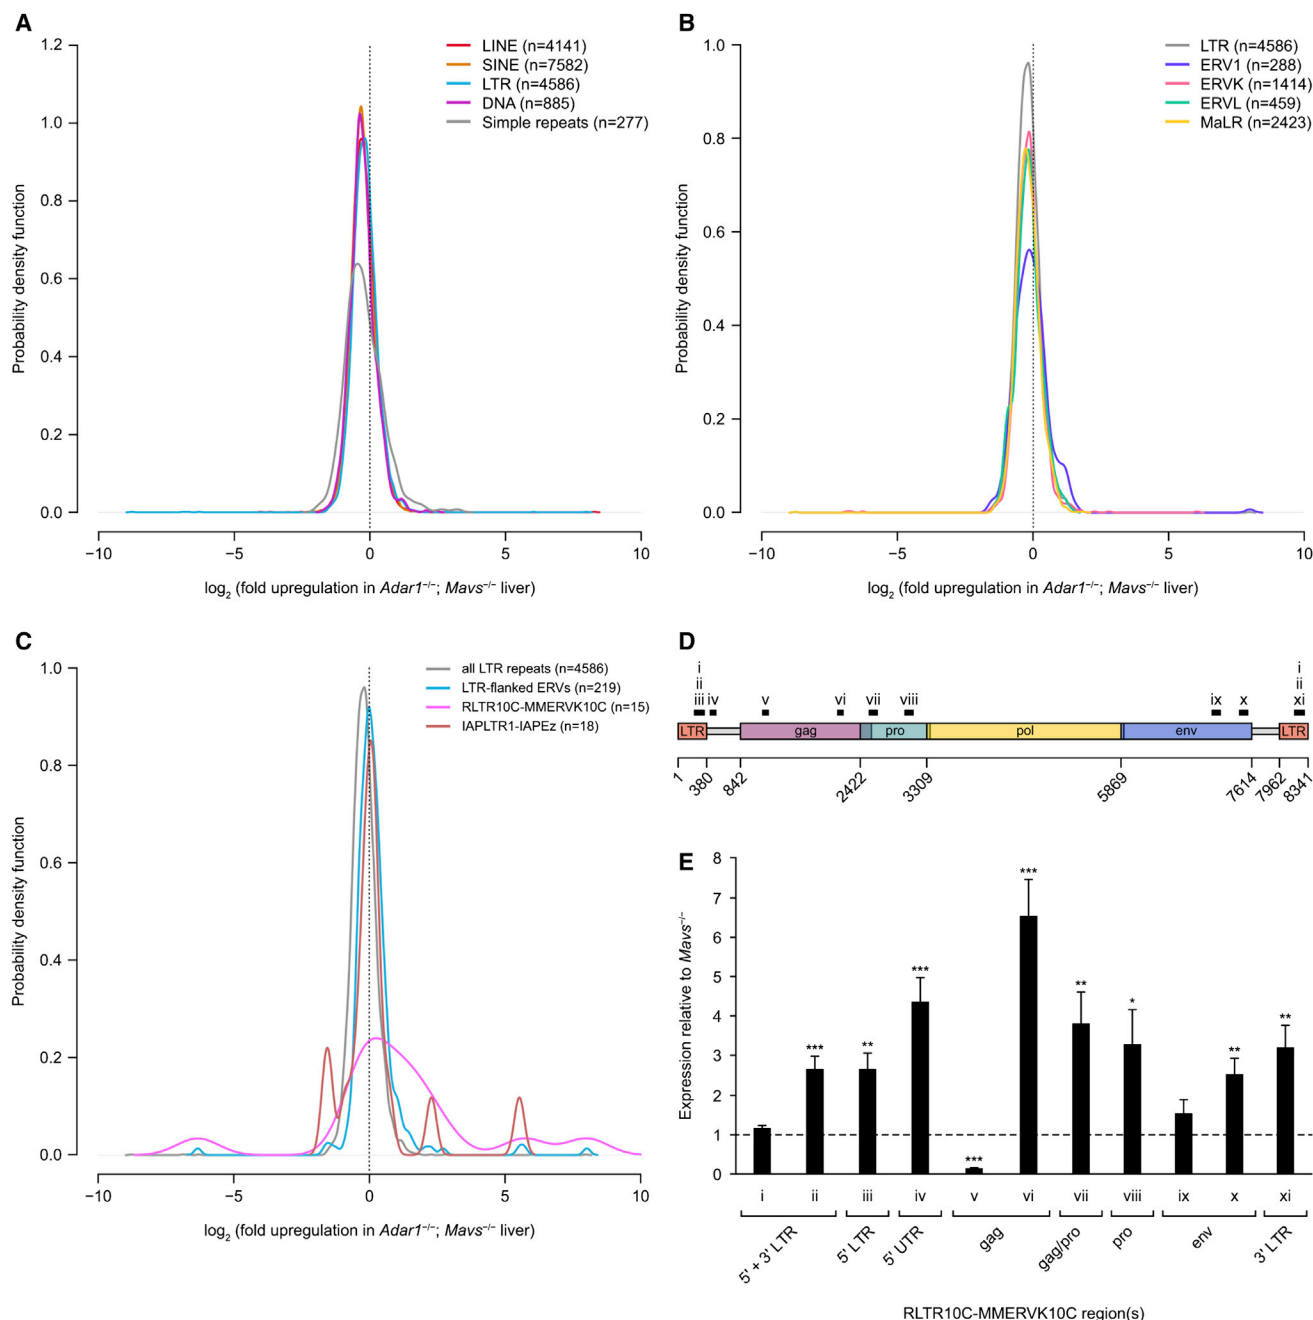 A
1.2
1.0
0.8
0.6
0.4
0.2
0.0
−10
−5
0
5
10
Probability density function
log2 (fold upregulation in Adar1−/−; Mavs−/− liver)
LINE (n=4141)
SINE (n=7582)
LTR (n=4586)
DNA (n=885)
Simple repeats (n=277)
B
1.0
0.8
0.6
0.4
0.2
0.0
−10
−5
0
5
10
Probability density function
log2 (fold upregulation in Adar1−/−; Mavs−/− liver)
LTR (n=4586)
ERV1 (n=288)
ERVK (n=1414)
ERVL (n=459)
MaLR (n=2423)
C
1.0
0.8
0.6
0.4
0.2
0.0
−10
−5
0
5
10
Probability density function
log2 (fold upregulation in Adar1−/−; Mavs−/− liver)
all LTR repeats (n=4586)
LTR-flanked ERVs (n=219)
RLTR10C-MMERVK10C (n=15)
IAPLTR1-IAPEz (n=18)
D
i
i
ii
ii
iii iv v vi vii viii ix x xi
LTR gag pro pol env LTR
1 380 842 2422 3309 5869 7614 7962 8341
E
8
7
6
5
4
3
2
1
0
Expression relative to Mavs−/−
***
**
***
***
***
**
*
**
**
i ii iii iv v vi vii viii ix x xi
5' + 3' LTR
5' LTR
5' UTR
gag
gag/pro
pro
env
3' LTR
RLTR10C-MMERVK10C region(s)